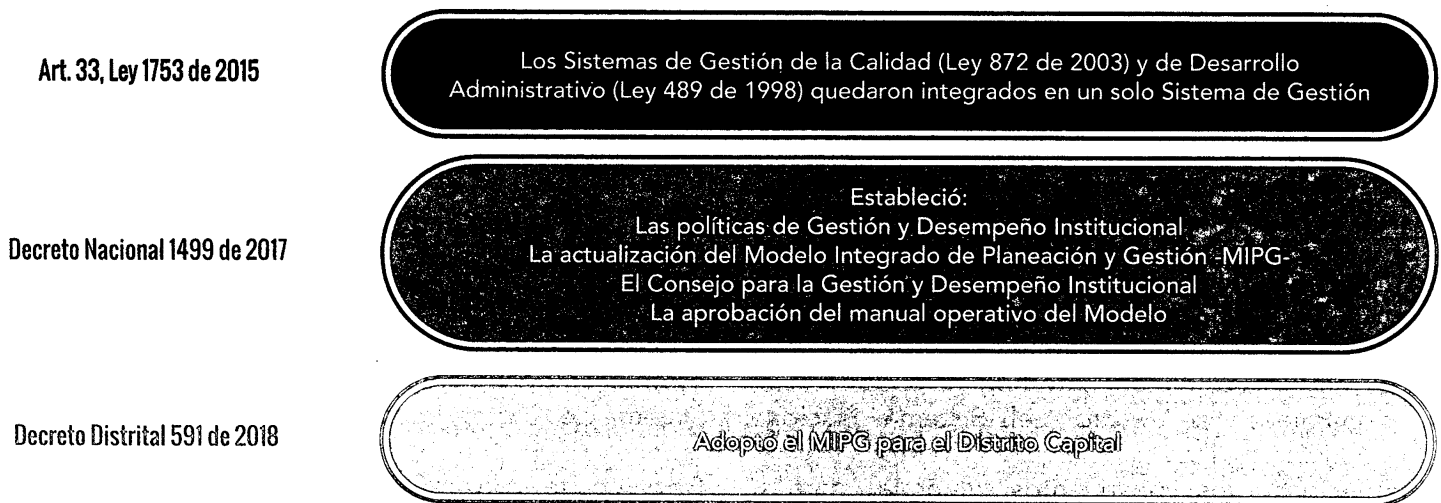 Art. 33, Ley 1753 de 2015
Los Sistemas de Gestión de la Calidad (Ley 872 de 2003) y de Desarrollo
Administrativo (Ley 489 de 1998) quedaron integrados en un solo Sistema de Gestión
Decreto Nacional 1499 de 2017
Estableció:
Las políticas de Gestión y Desempeño Institucional
La actualización del Modelo Integrado de Planeación y Gestión -MIPG-
El Consejo para la Gestión y Desempeño Institucional
La aprobación del manual operativo del Modelo
Decreto Distrital 591 de 2018
Adoptó el MIPG para el Distrito Capital